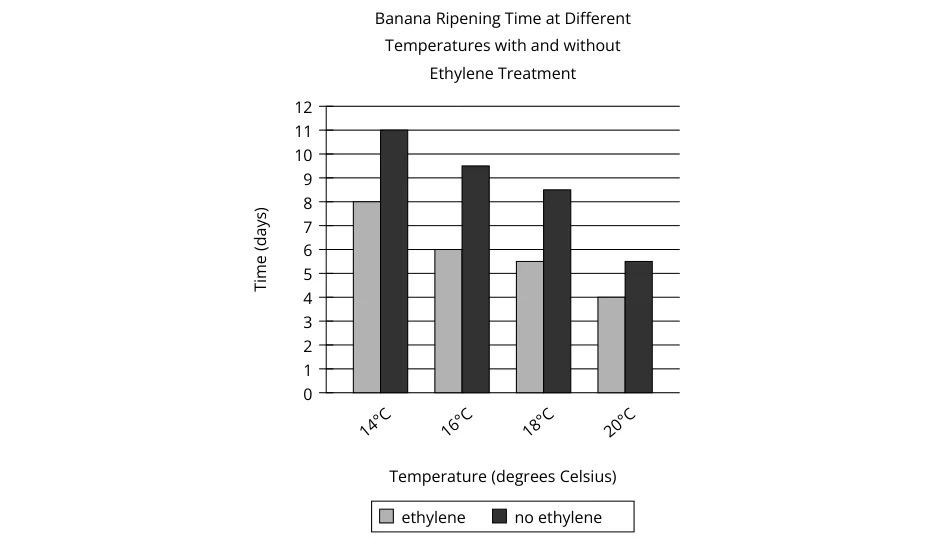 Banana Ripening Time at Different
Temperatures with and without
Ethylene Treatment
12
11
10
9
8
7
6
5
4
3
2
1
0
Time (days)
14°C
16°C
18°C
20°C
Temperature (degrees Celsius)
ethylene
no ethylene